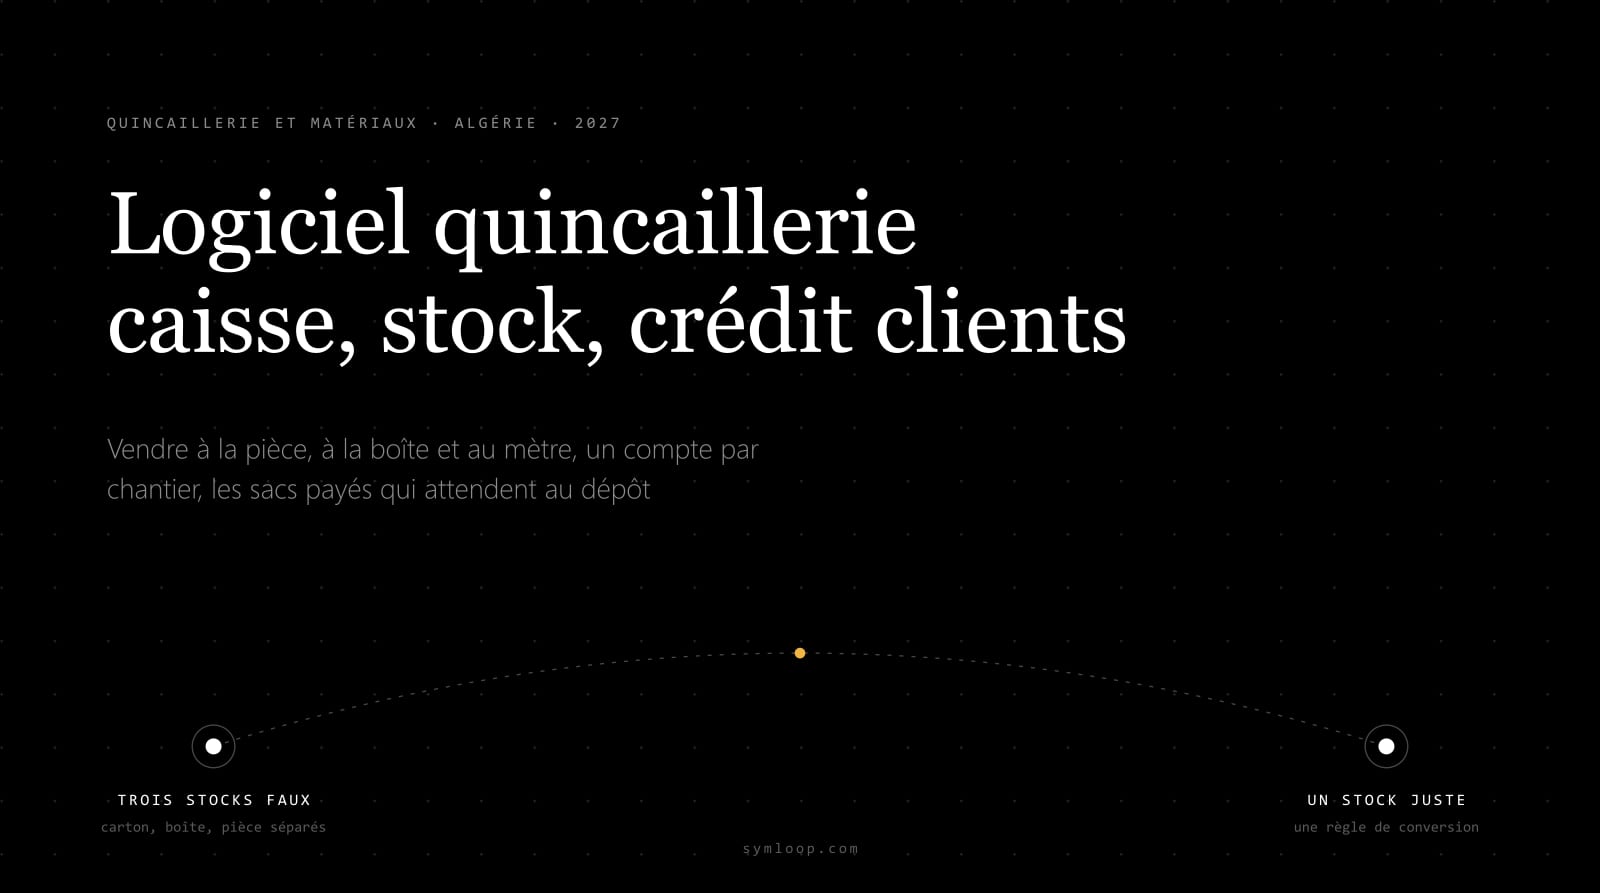 QUINCAILLERIE ET MATÉRIAUX · ALGÉRIE · 2027
Logiciel quincaillerie
caisse, stock, crédit clients
Vendre à la pièce, à la boîte et au mètre, un compte par
chantier, les sacs payés qui attendent au dépôt
TROIS STOCKS FAUX
carton, boîte, pièce séparés
UN STOCK JUSTE
une règle de conversion
symloop.com